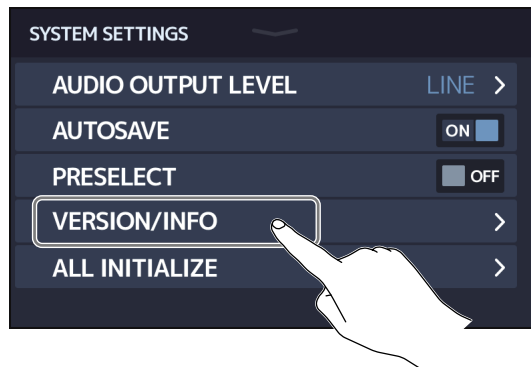 SYSTEM SETTINGS
AUDIO OUTPUT LEVEL LINE
AUTOSAVE ON
PRESELECT OFF
VERSION/INFO
ALL INITIALIZE